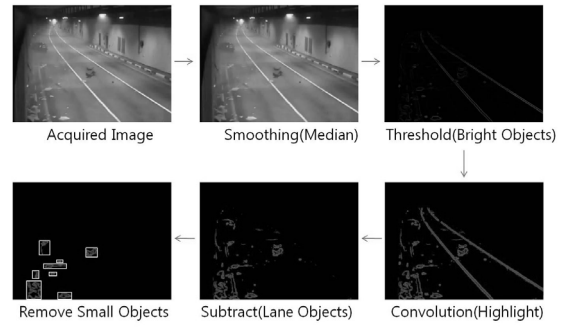 Acquired Image
Smoothing(Median)
Threshold(Bright Objects)
Remove Small Objects
Subtract(Lane Objects)
Convolution(Highlight)